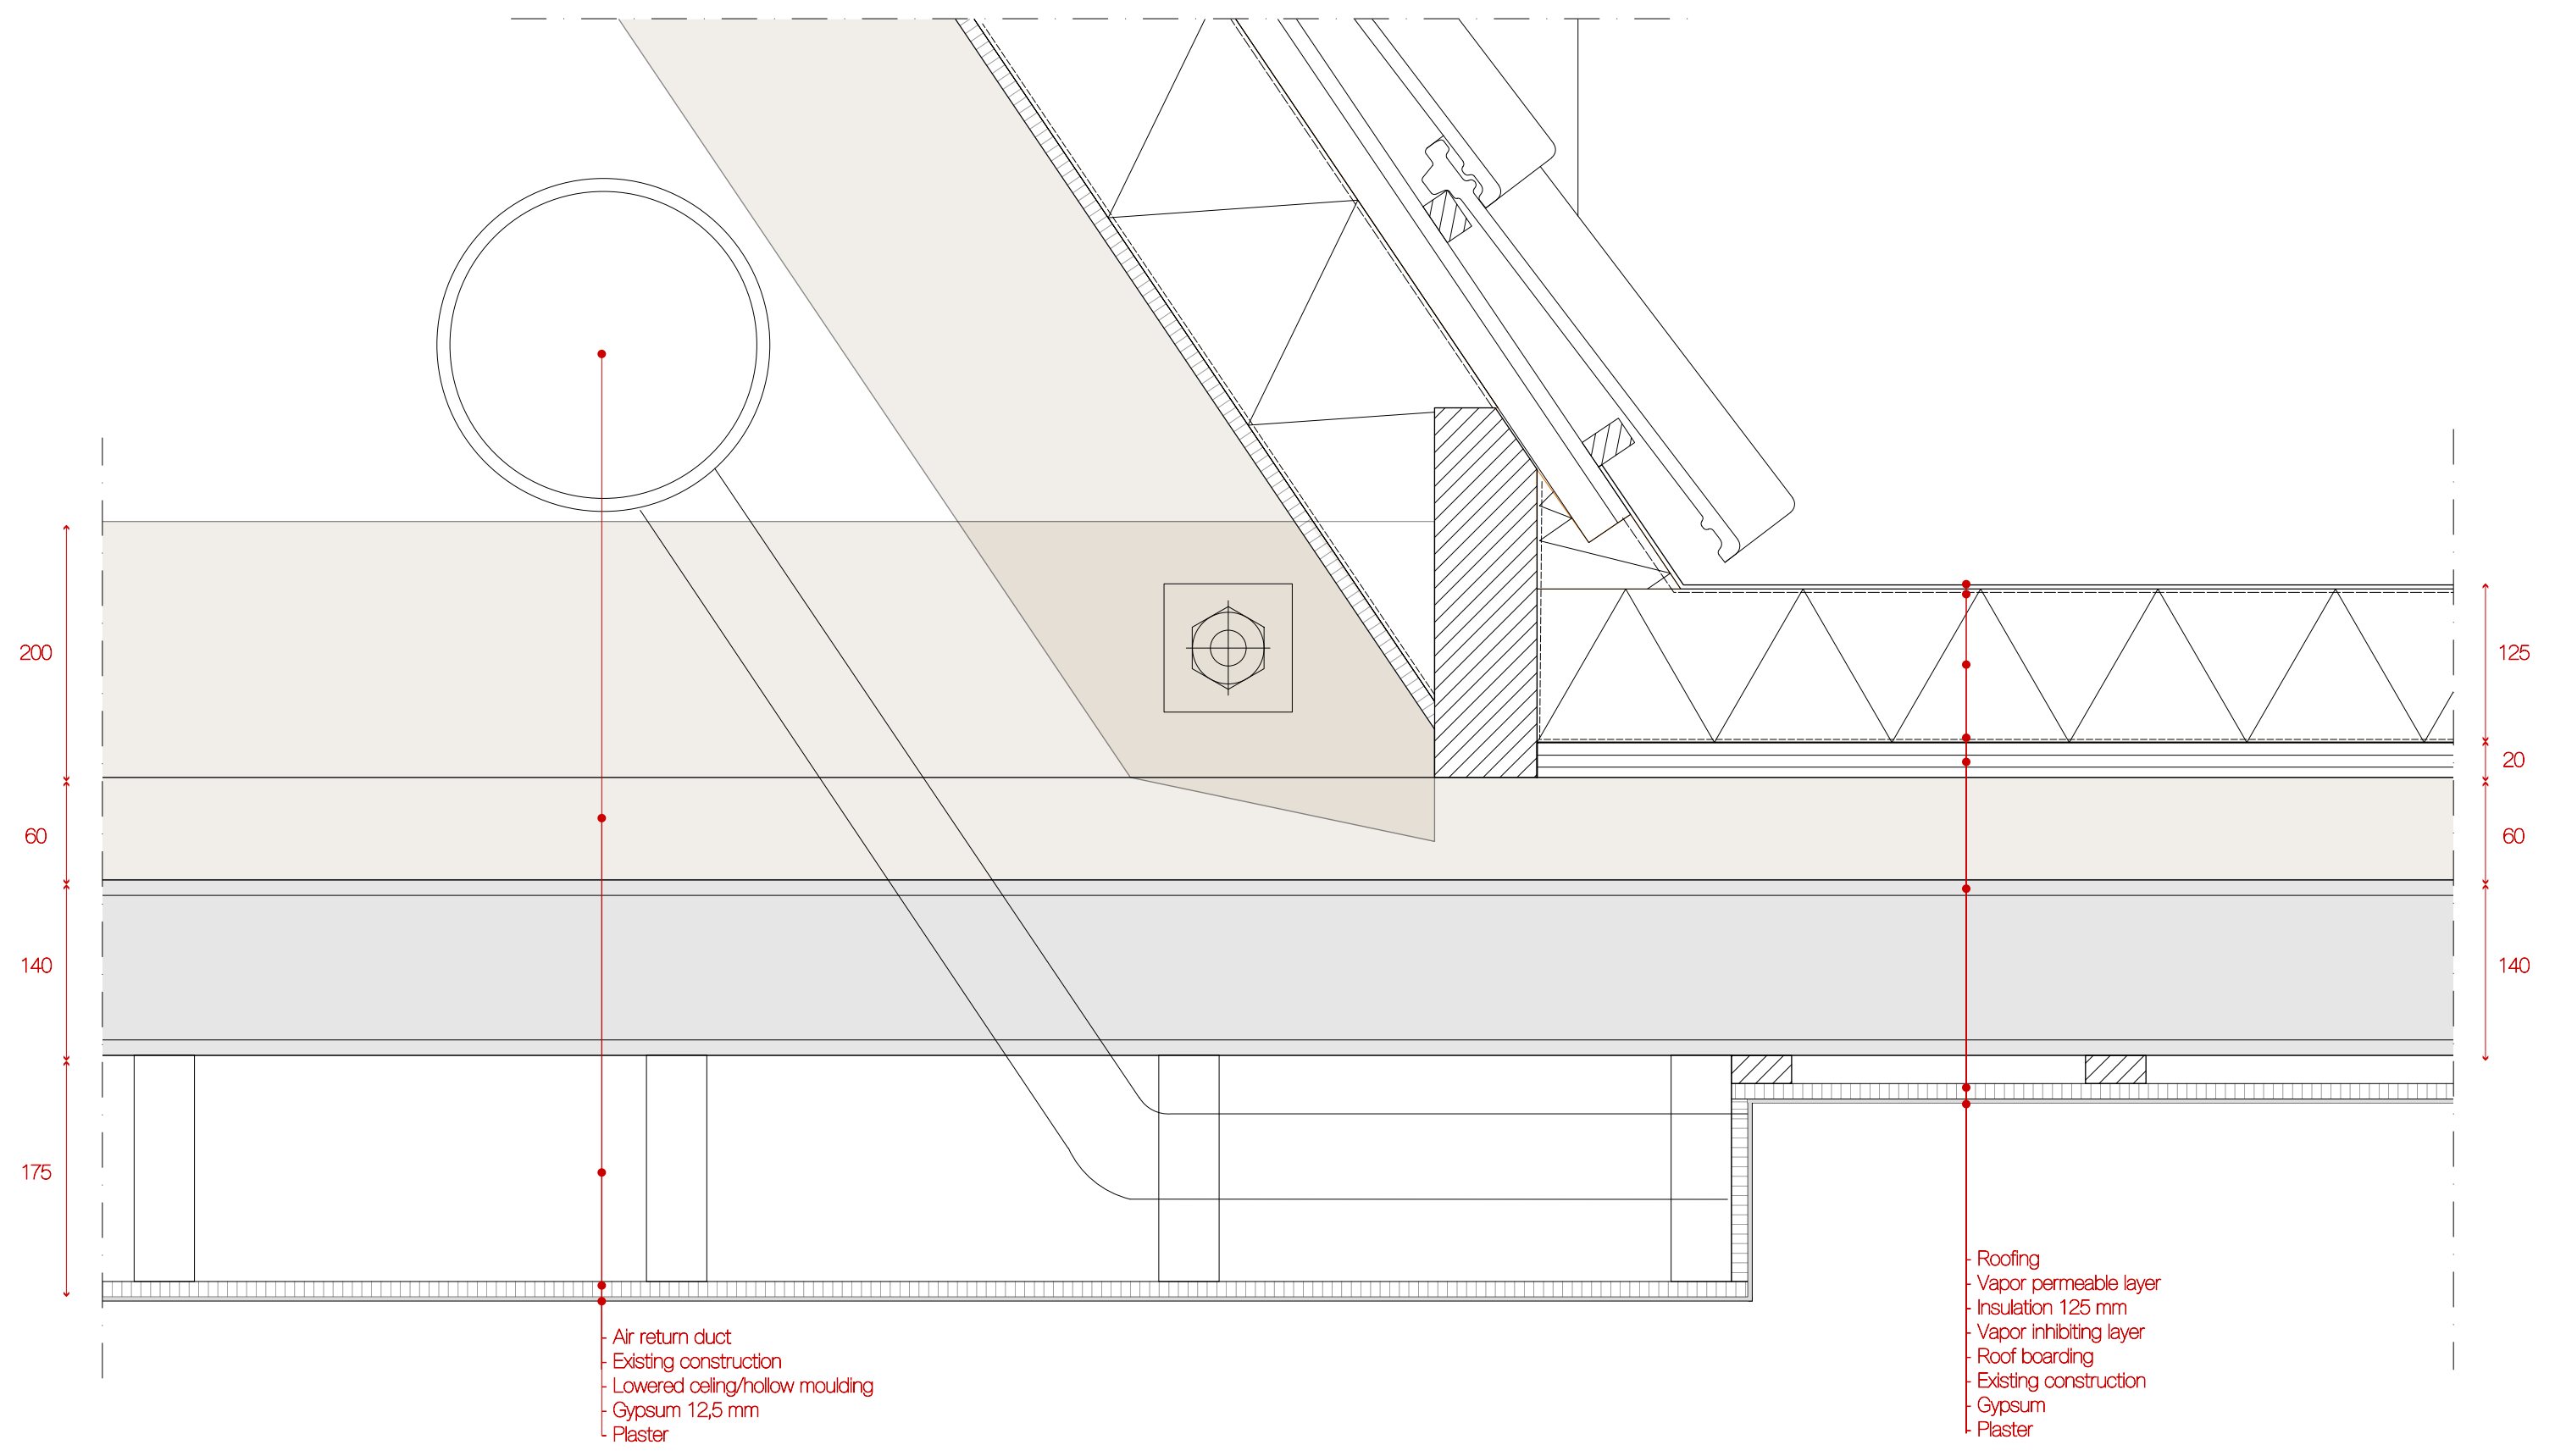 200
60
140
175
125
20
60
140
Air return duct
Existing construction
Lowered celing/hollow moulding
Gypsum 12,5 mm
Plaster
Roofing
Vapor permeable layer
Insulation 125 mm
Vapor inhibiting layer
Roof boarding
Existing construction
Gypsum
Plaster